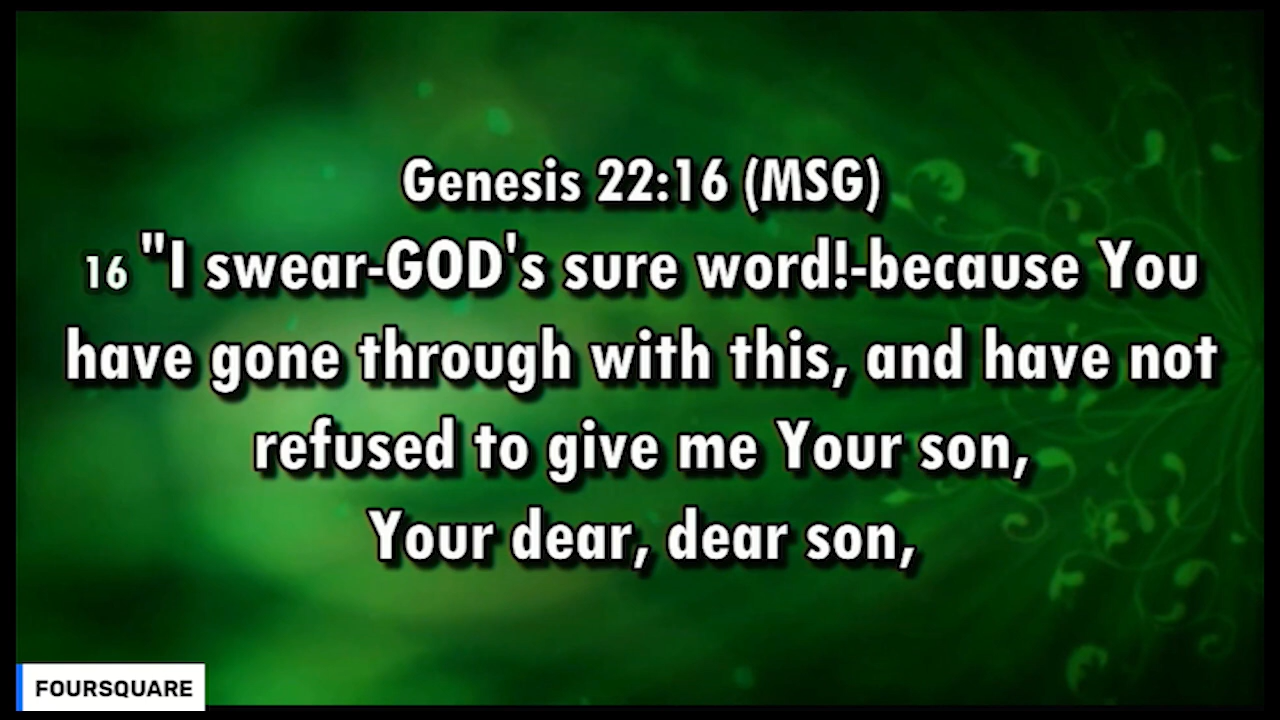 Genesis 22:16 (MSG)
16 "I swear-GOD's sure word!-because You
have gone through with this, and have not
refused to give me Your son,
Your dear, dear son,
FOURSQUARE